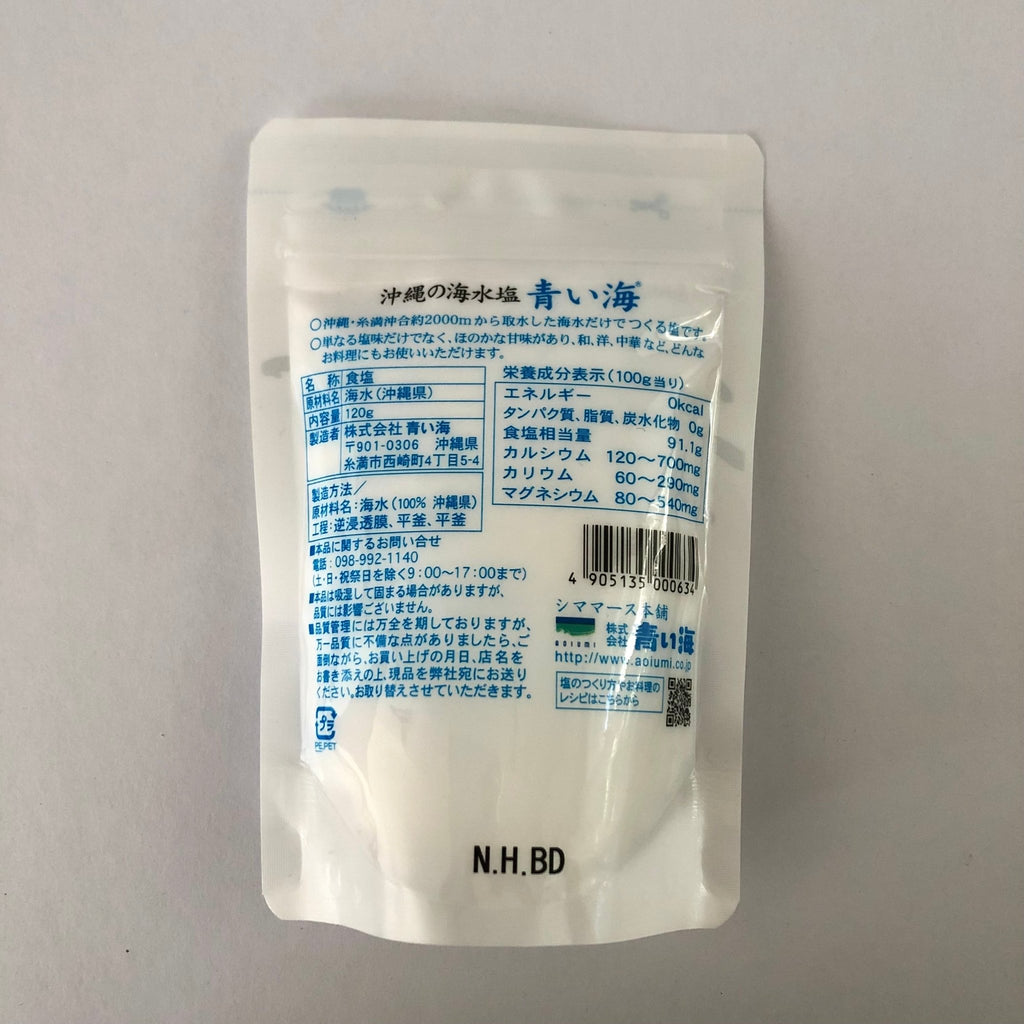 沖縄の海水塩 青い海®
○沖縄・糸満沖合約2000mから取水した海水だけでつくる塩です。
○単なる塩味だけでなく、ほのかな甘味があり、和、洋、中華など、どんな
お料理にもお使いいただけます。
名 称 食塩
原材料名 海水(沖縄県)
内容量 120g
製造者 株式会社 青い海
〒901-0306 沖縄県
糸満市西崎町4丁目5-4
製造方法/
原材料名:海水(100% 沖縄県)
工程:逆浸透膜、平釜、平釜
■本品に関するお問い合せ
電話:098-992-1140
(土・日・祝祭日を除く9:00〜17:00まで)
■本品は吸湿して固まる場合がありますが、
品質には影響ございません。
■品質管理には万全を期しておりますが、
万一品質に不備な点がありましたら、ご
面倒ながら、お買い上げの月日、店名を
お書き添えの上、現品を弊社宛にお送り
ください。お取り替えさせていただきます。
プラ
PE,PET
栄養成分表示(100g当り)
エネルギー 0kcal
タンパク質、脂質、炭水化物 0g
食塩相当量 91.1g
カルシウム 120〜700mg
カリウム 60〜290mg
マグネシウム 80〜540mg
4 905135 000634
シママース本舗
aoiumi 株式会社 青い海
http://www.aoiumi.co.jp
塩のつくり方やお料理の
レシピはこちらから
N.H.BD